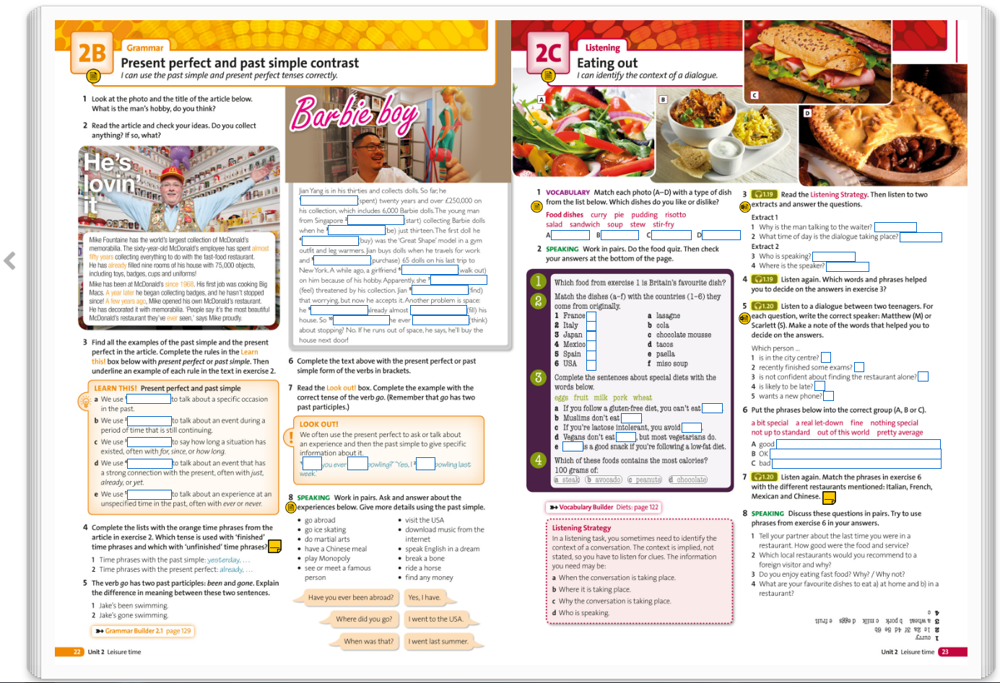 2B
Grammar
Present perfect and past simple contrast
I can use the past simple and present perfect tenses correctly.
1 Look at the photo and the title of the article below.
What is the man's hobby, do you think?
2 Read the article and check your ideas. Do you collect
anything? If so, what?
He's
lovin'
it
Mike Fountaine has the world's largest collection of McDonald's
memorabilia. The sixty-year-old McDonald's employee has spent almost
fifty years collecting everything to do with the fast-food restaurant.
He has already filled nine rooms of his house with 75,000 objects,
including toys, badges, cups and uniforms!
Mike has been at McDonald's since 1968. His first job was cooking Big
Macs. A year later he began collecting badges, and he hasn't stopped
since! A few years ago, Mike opened his own McDonald's restaurant.
He has decorated it with memorabilia. 'People say it's the most beautiful
McDonald's restaurant they've ever seen,' says Mike proudly.
3 Find all the examples of the past simple and the present
perfect in the article. Complete the rules in the Learn
this! box below with present perfect or past simple. Then
underline an example of each rule in the text in exercise 2.
LEARN THIS! Present perfect and past simple
a We use 1 to talk about a specific occasion
in the past.
b We use 2 to talk about an event during a
period of time that is still continuing.
c We use 3 to say how long a situation has
existed, often with for, since, or how long.
d We use 4 to talk about an event that has
a strong connection with the present, often with just,
already, or yet.
e We use 5 to talk about an experience at an
unspecified time in the past, often with ever or never.
4 Complete the lists with the orange time phrases from the
article in exercise 2. Which tense is used with 'finished'
time phrases and which with 'unfinished' time phrases?
1 Time phrases with the past simple: yesterday, …
2 Time phrases with the present perfect: already, …
5 The verb go has two past participles: been and gone. Explain
the difference in meaning between these two sentences.
1 Jake's been swimming.
2 Jake's gone swimming.
Grammar Builder 2.1 page 129
22 Unit 2 Leisure time
Barbie boy
Jian Yang is in his thirties and collects dolls. So far, he
1 (spent) twenty years and over £250,000 on
his collection, which includes 6,000 Barbie dolls. The young man
from Singapore 2 (start) collecting Barbie dolls
when he 3 (be) just thirteen. The first doll he
4 (buy) was the 'Great Shape' model in a gym
outfit and leg warmers. Jian buys dolls when he travels for work
and 5 (purchase) 65 dolls on his last trip to
New York. A while ago, a girlfriend 6 (walk out)
on him because of his hobby. Apparently, she 7
(feel) threatened by his collection. Jian 8 (find)
that worrying, but now he accepts it. Another problem is space:
he 9 already almost (fill) his
house. So 10 he ever (think)
about stopping? No. If he runs out of space, he says, he'll buy the
house next door!
6 Complete the text above with the present perfect or past
simple form of the verbs in brackets.
7 Read the Look out! box. Complete the example with the
correct tense of the verb go. (Remember that go has two
past participles.)
LOOK OUT!
We often use the present perfect to ask or talk about
an experience and then the past simple to give specific
information about it.
'1 you ever bowling?' 'Yes, I 2 bowling last
week.'
8 SPEAKING Work in pairs. Ask and answer about the
experiences below. Give more details using the past simple.
• go abroad
• go ice skating
• do martial arts
• have a Chinese meal
• play Monopoly
• see or meet a famous
person
• visit the USA
• download music from the
internet
• speak English in a dream
• break a bone
• ride a horse
• find any money
Have you ever been abroad?
Yes, I have.
Where did you go?
I went to the USA.
When was that?
I went last summer.
2C
Listening
Eating out
I can identify the context of a dialogue.
A
B
C
D
1 VOCABULARY Match each photo (A–D) with a type of dish
from the list below. Which dishes do you like or dislike?
Food dishes curry pie pudding risotto
salad sandwich soup stew stir-fry
A B C D
2 SPEAKING Work in pairs. Do the food quiz. Then check
your answers at the bottom of the page.
1 Which food from exercise 1 is Britain's favourite dish?
2 Match the dishes (a–f) with the countries (1–6) they
come from originally.
1 France a lasagne
2 Italy b cola
3 Japan c chocolate mousse
4 Mexico d tacos
5 Spain e paella
6 USA f miso soup
3 Complete the sentences about special diets with the
words below.
eggs fruit milk pork wheat
a If you follow a gluten-free diet, you can't eat .
b Muslims don't eat
c If you're lactose intolerant, you avoid .
d Vegans don't eat , but most vegetarians do.
e is a good snack if you're following a low-fat diet.
4 Which of these foods contains the most calories?
100 grams of:
a steak b avocado c peanuts d chocolate
Vocabulary Builder Diets: page 122
Listening Strategy
In a listening task, you sometimes need to identify the
context of a conversation. The context is implied, not
stated, so you have to listen for clues. The information
you need may be:
a When the conversation is taking place.
b Where it is taking place.
c Why the conversation is taking place.
d Who is speaking.
3 1.19 Read the Listening Strategy. Then listen to two
extracts and answer the questions.
Extract 1
1 Why is the man talking to the waiter?
2 What time of day is the dialogue taking place?
Extract 2
3 Who is speaking?
4 Where is the speaker?
4 1.19 Listen again. Which words and phrases helped
you to decide on the answers in exercise 3?
5 1.20 Listen to a dialogue between two teenagers. For
each question, write the correct speaker: Matthew (M) or
Scarlett (S). Make a note of the words that helped you to
decide on the answers.
Which person …
1 is in the city centre?
2 recently finished some exams?
3 is not confident about finding the restaurant alone?
4 is likely to be late?
5 wants a new phone?
6 Put the phrases below into the correct group (A, B or C).
a bit special a real let-down fine nothing special
not up to standard out of this world pretty average
A good
B OK
C bad
7 1.20 Listen again. Match the phrases in exercise 6
with the different restaurants mentioned: Italian, French,
Mexican and Chinese.
8 SPEAKING Discuss these questions in pairs. Try to use
phrases from exercise 6 in your answers.
1 Tell your partner about the last time you were in a
restaurant. How good were the food and service?
2 Which local restaurants would you recommend to a
foreign visitor and why?
3 Do you enjoy eating fast food? Why? / Why not?
4 What are your favourite dishes to eat a) at home and b) in a
restaurant?
1 curry
2 1c 2a 3f 4d 5e 6b
3 a wheat b pork c milk d eggs e fruit
4 c
Unit 2 Leisure time 23